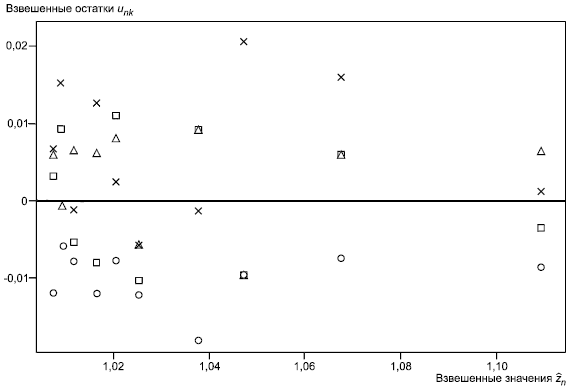 Взвешенные остатки u_nk
0,02
0,01
0
-0,01
1,02 1,04 1,06 1,08 1,10
Взвешенные значения ẑ_n